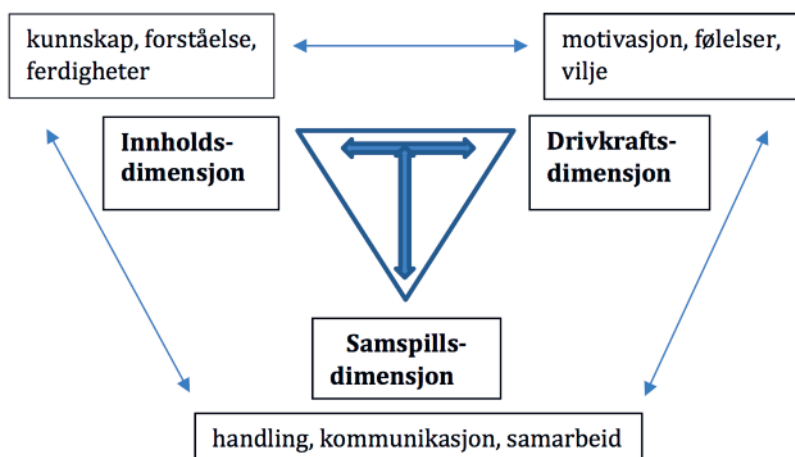 kunnskap, forståelse,
ferdigheter
motivasjon, følelser,
vilje
Innholds-
dimensjon
Drivkrafts-
dimensjon
Samspills-
dimensjon
handling, kommunikasjon, samarbeid